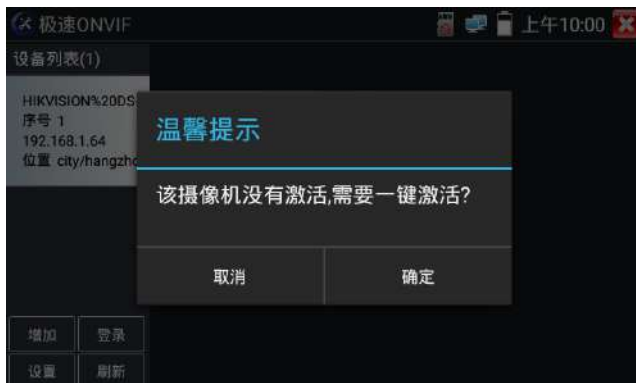 极速ONVIF
上午10:00
设备列表(1)
HIKVISION%20DS
序号 1
192.168.1.64
位置 city/hangzho
温馨提示
该摄像机没有激活,需要一键激活?
取消
确定
增加
登录
设置
刷新